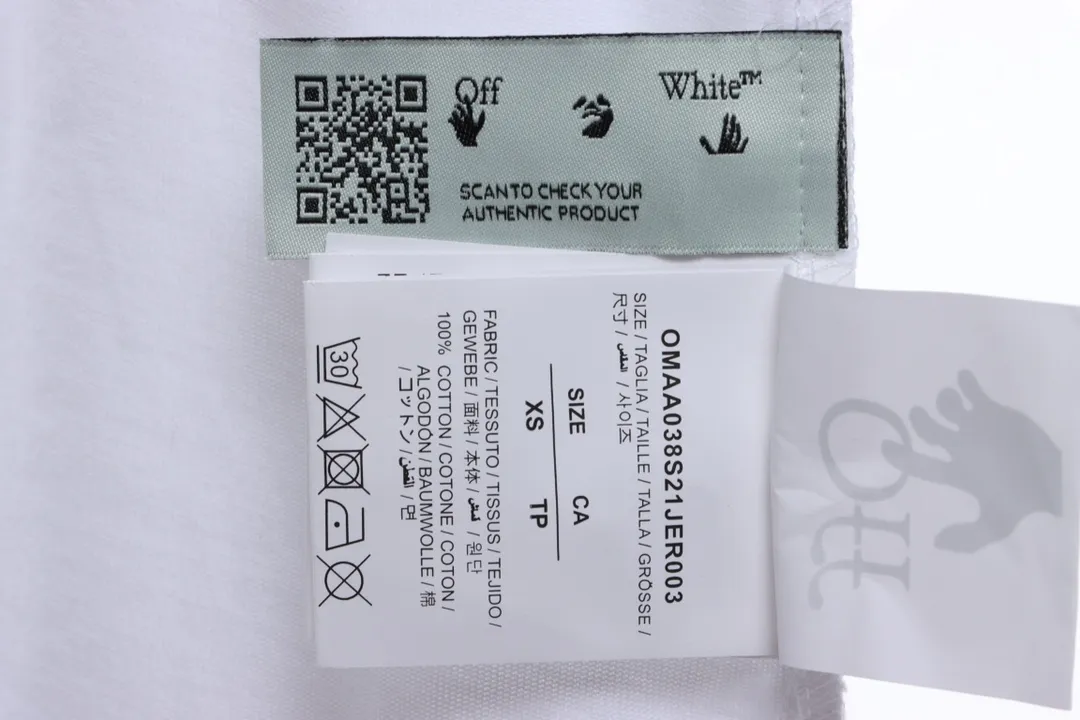 Off
White™
SCAN TO CHECK YOUR
AUTHENTIC PRODUCT
OMAA038S21JER003
SIZE / TAGLIA / TAILLE / TALLA / GRÖSSE /
尺寸 / المقاس / 사이즈
SIZE CA
XS TP
FABRIC / TESSUTO / TISSUS / TEJIDO /
GEWEBE / 面料 / 本体 / قماش / 원단
100% COTTON / COTONE / COTON /
ALGODÓN / BAUMWOLLE / 棉
/ コットン / القطن / 면
30
Off